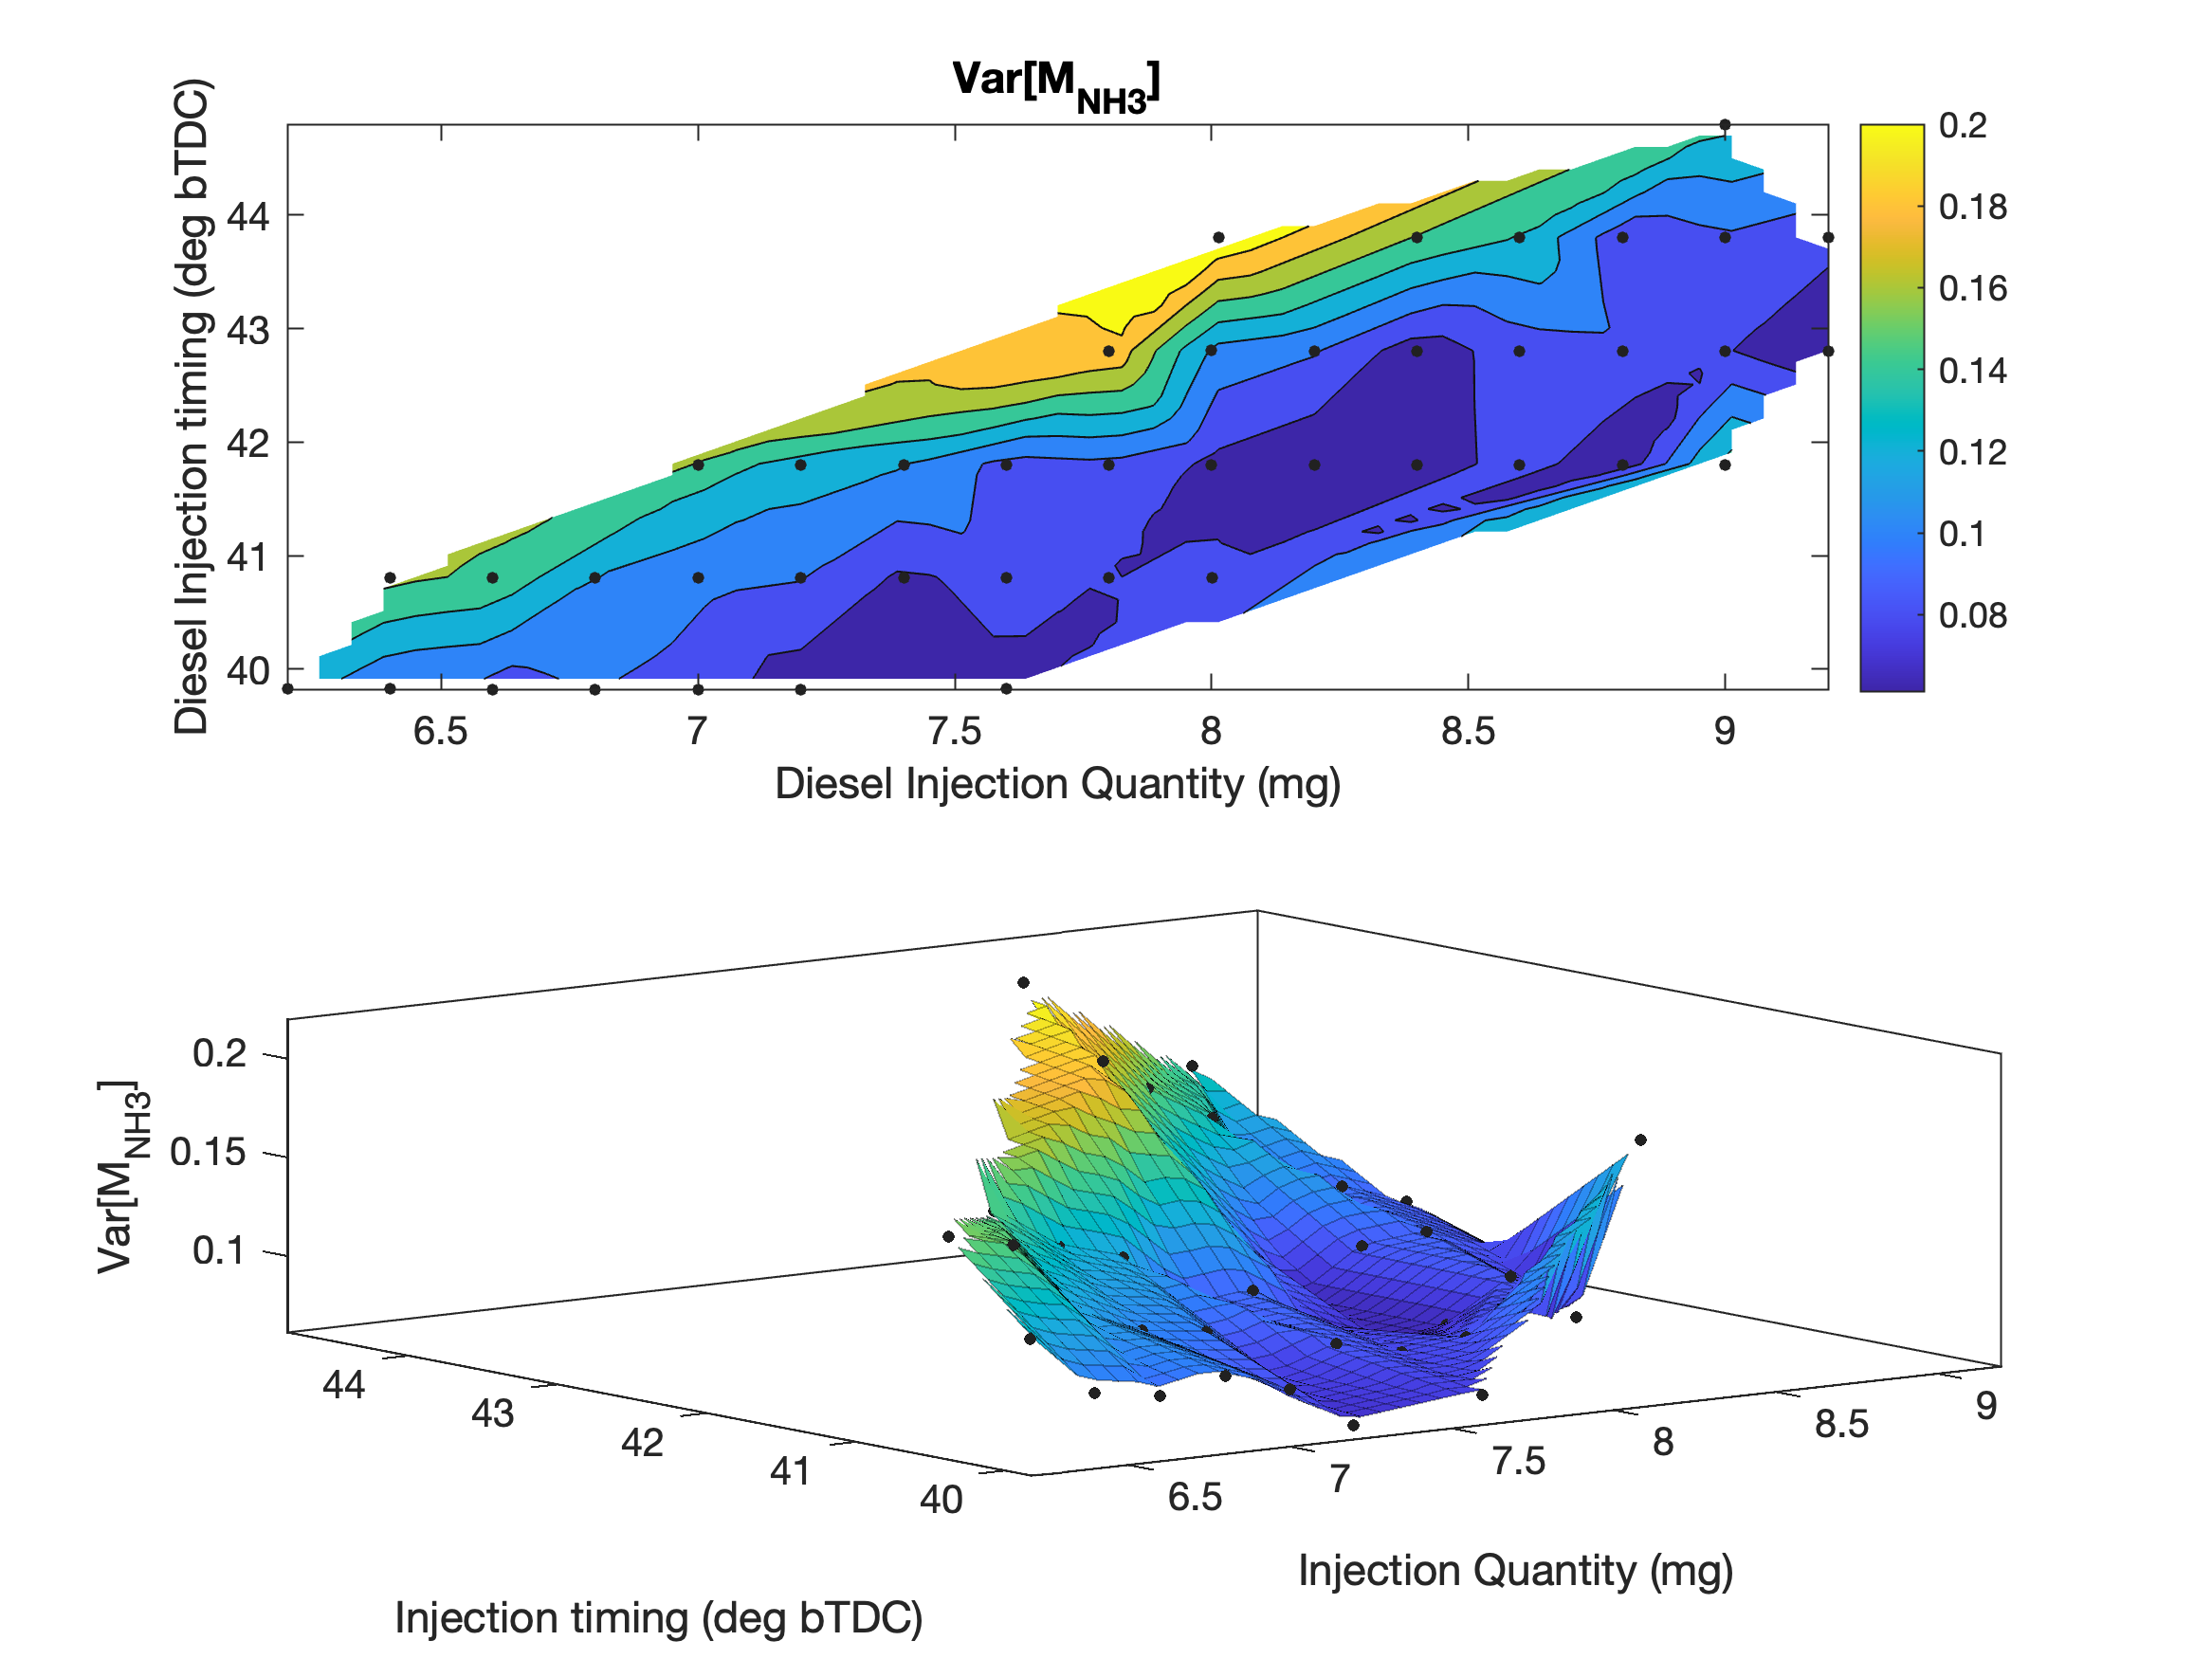 Var[M_NH3]
Diesel Injection timing (deg bTDC)
44
43
42
41
40
6.5 7 7.5 8 8.5 9
Diesel Injection Quantity (mg)
0.2
0.18
0.16
0.14
0.12
0.1
0.08
Var[M_NH3]
0.2
0.15
0.1
44 43 42 41 40
6.5 7 7.5 8 8.5 9
Injection Quantity (mg)
Injection timing (deg bTDC)